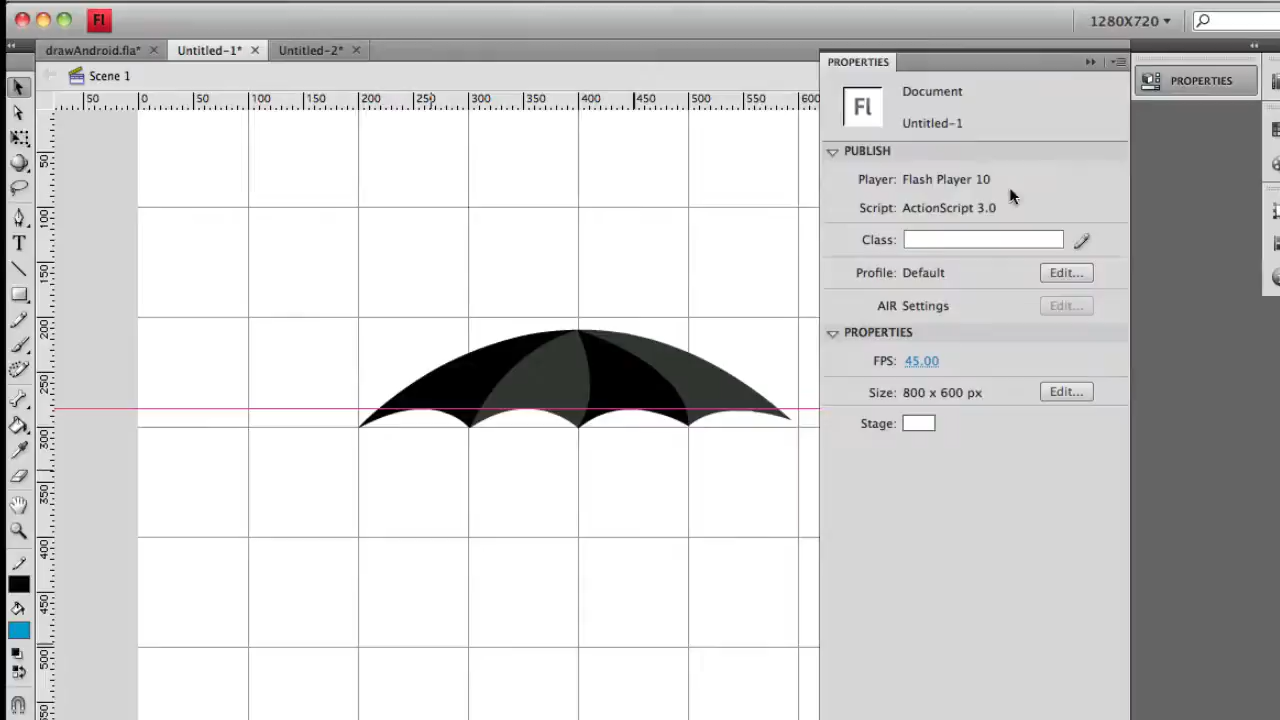 Fl
1280X720
drawAndroid.fla*
Untitled-1*
Untitled-2*
Scene 1
50 0 50 100 150 200 250 300 350 400 450 500 550 600
50
100
150
200
250
300
350
400
450
500
T
PROPERTIES
Fl
Document
Untitled-1
PUBLISH
Player: Flash Player 10
Script: ActionScript 3.0
Class:
Profile: Default Edit...
AIR Settings Edit...
PROPERTIES
FPS: 45.00
Size: 800 x 600 px Edit...
Stage:
PROPERTIES